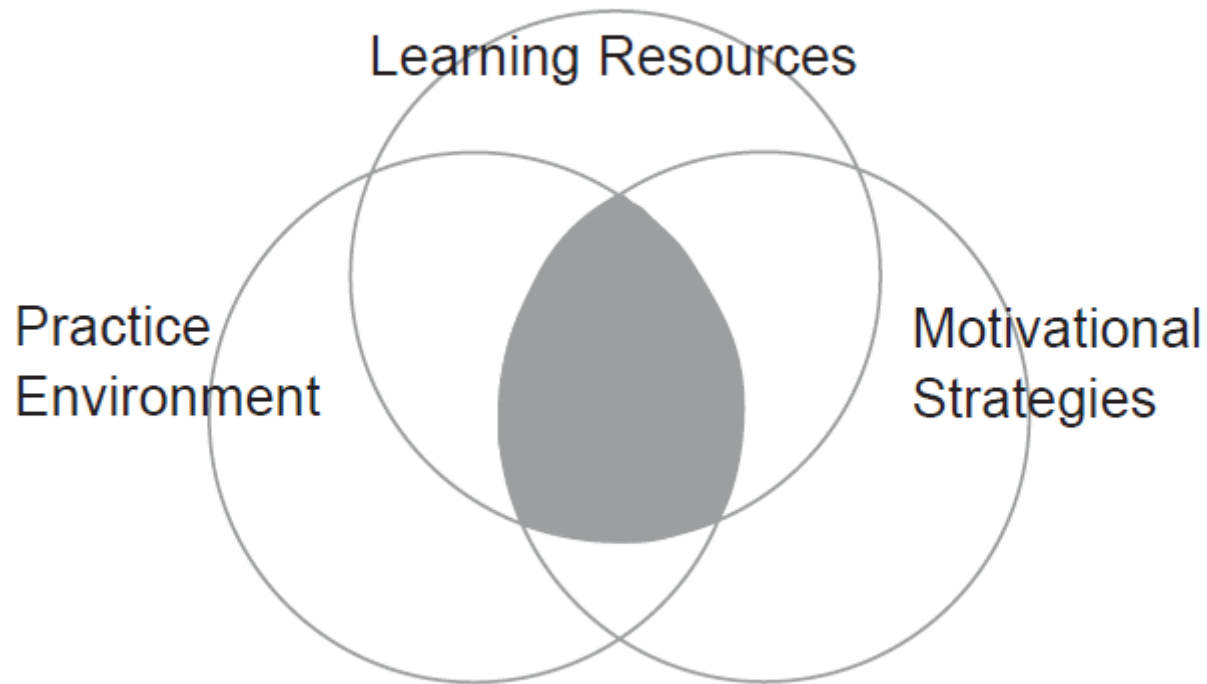 Learning Resources
Practice
Environment
Motivational
Strategies